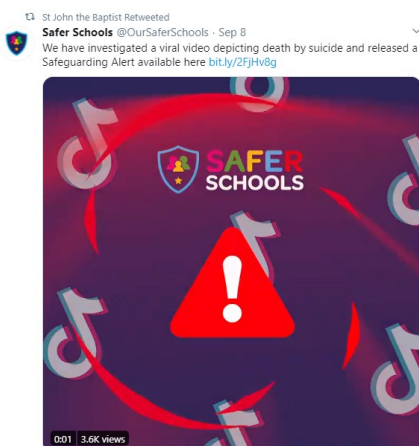 St John the Baptist Retweeted
Safer Schools @OurSaferSchools · Sep 8
We have investigated a viral video depicting death by suicide and released a
Safeguarding Alert available here bit.ly/2FjHv8g
SAFER
SCHOOLS
!
0:01 3.6K views